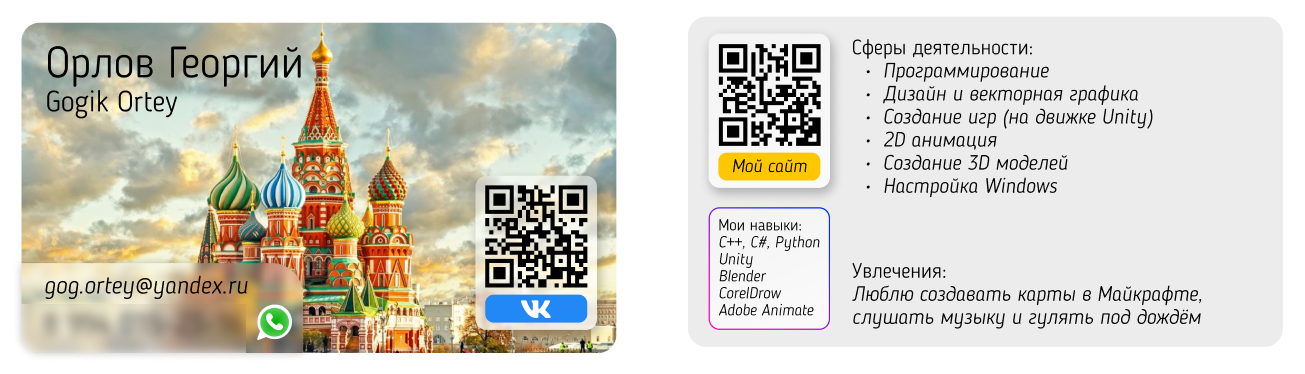 Орлов Георгий
Gogik Ortey
gog.ortey@yandex.ru
Мой сайт
Сферы деятельности:
• Программирование
• Дизайн и векторная графика
• Создание игр (на движке Unity)
• 2D анимация
• Создание 3D моделей
• Настройка Windows
Мои навыки:
C++, C#, Python
Unity
Blender
CorelDrow
Adobe Animate
Увлечения:
Люблю создавать карты в Майкрафте,
слушать музыку и гулять под дождём